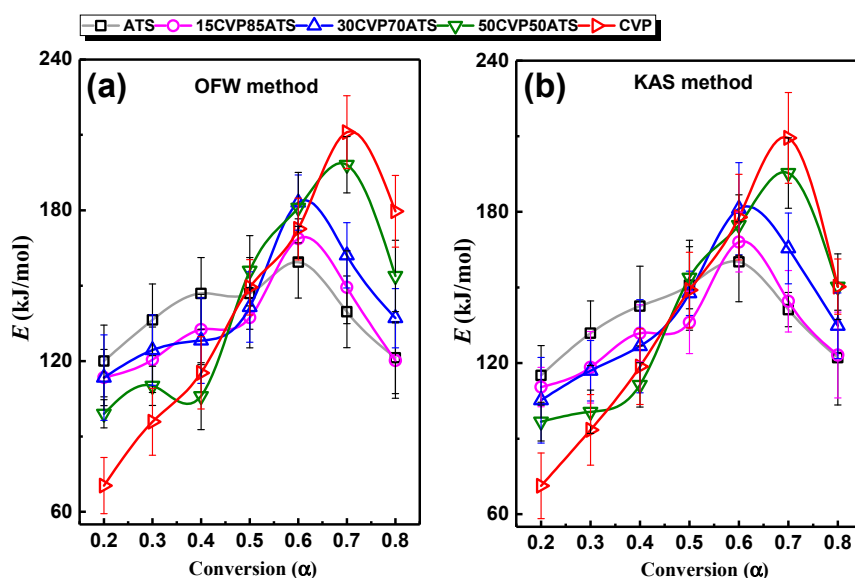 ATS 15CVP85ATS 30CVP70ATS 50CVP50ATS CVP
(a) OFW method
240
180
120
60
E (kJ/mol)
0.2 0.3 0.4 0.5 0.6 0.7 0.8
Conversion (α)
(b) KAS method
240
180
120
60
E (kJ/mol)
0.2 0.3 0.4 0.5 0.6 0.7 0.8
Conversion (α)